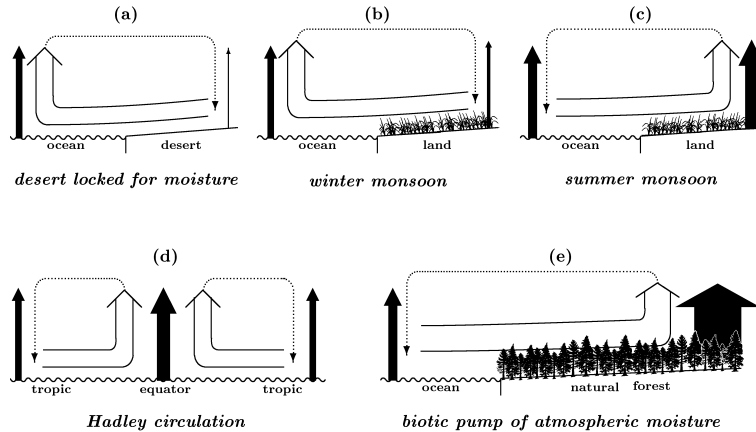 (a)
(b)
(c)
ocean
desert
ocean
land
ocean
land
desert locked for moisture
winter monsoon
summer monsoon
(d)
(e)
tropic
equator
tropic
ocean
natural forest
Hadley circulation
biotic pump of atmospheric moisture